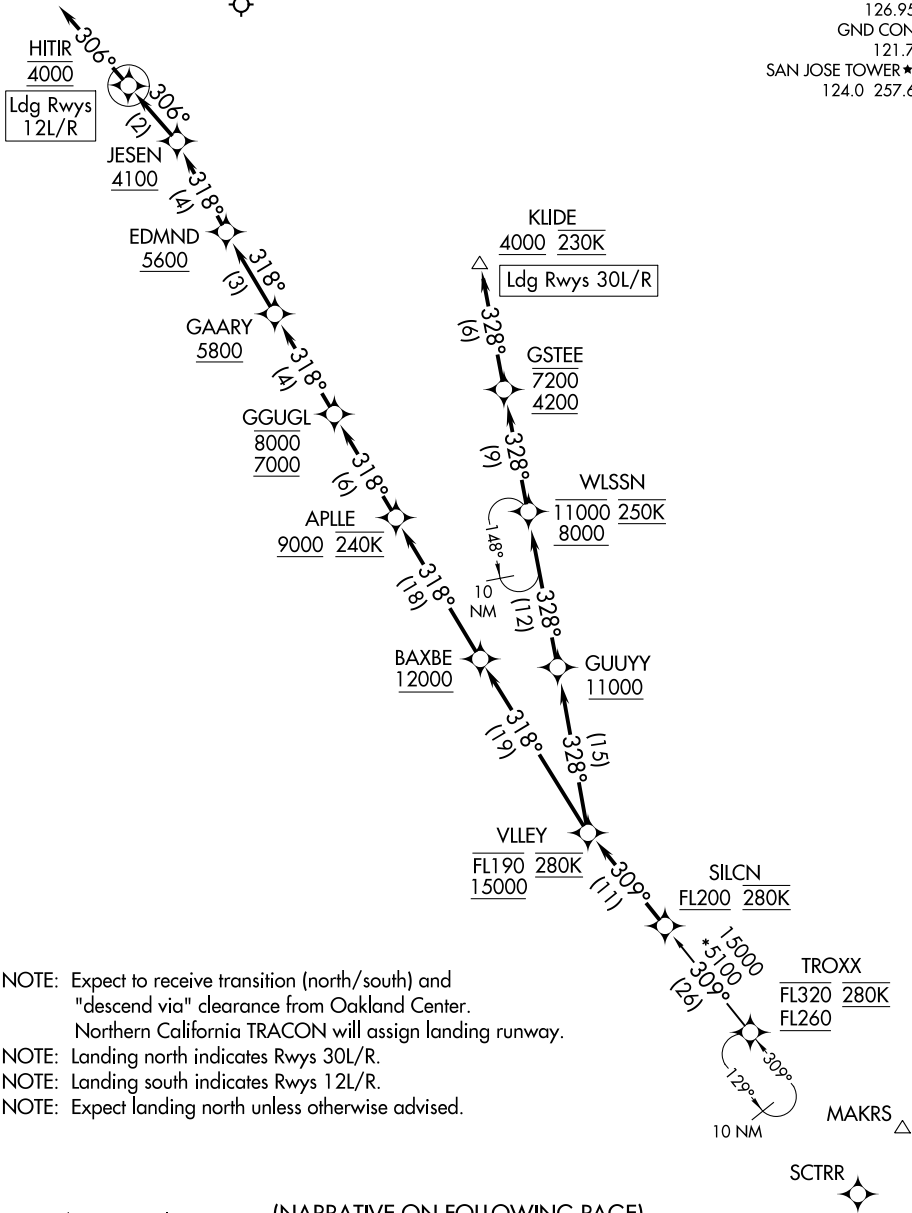 126.95
GND CON
121.7
SAN JOSE TOWER★
124.0 257.6
306°
HITIR
4000
Ldg Rwys
12L/R
306°
(2)
JESEN
4100
318°
(4)
EDMND
5600
318°
(3)
GAARY
5800
318°
(4)
GGUGL
8000
7000
318°
(6)
APLLE
9000 240K
318°
(18)
BAXBE
12000
318°
(19)
KLIDE
4000 230K
Ldg Rwys 30L/R
328°
(6)
GSTEE
7200
4200
328°
(9)
WLSSN
11000 250K
8000
148°
10
NM
328°
(12)
GUUYY
11000
328°
(15)
VLLEY
FL190 280K
15000
309°
(11)
SILCN
FL200 280K
15000
*5100
309°
(26)
TROXX
FL320 280K
FL260
309°
129°
10 NM
MAKRS
SCTRR
NOTE: Expect to receive transition (north/south) and
"descend via" clearance from Oakland Center.
Northern California TRACON will assign landing runway.
NOTE: Landing north indicates Rwys 30L/R.
NOTE: Landing south indicates Rwys 12L/R.
NOTE: Expect landing north unless otherwise advised.
(NARRATIVE ON FOLLOWING PAGE)